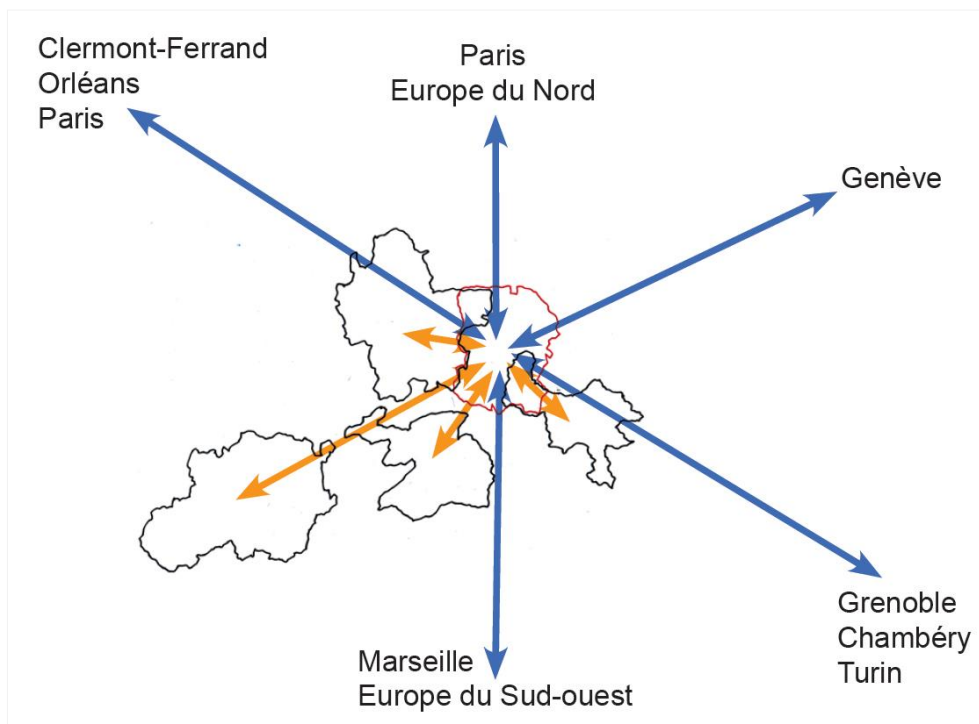 Clermont-Ferrand
Orléans
Paris
Paris
Europe du Nord
Genève
Grenoble
Chambéry
Turin
Marseille
Europe du Sud-ouest